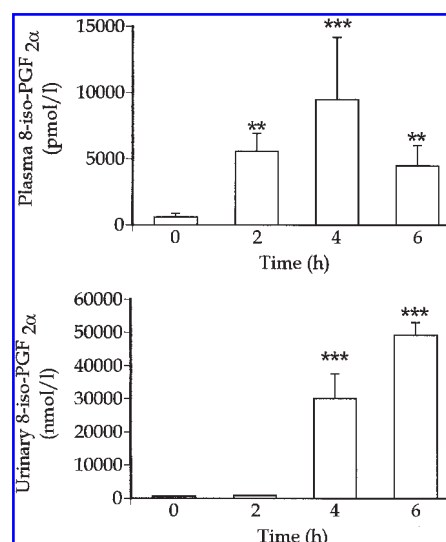 Plasma 8-iso-PGF 2α
(pmol/l)
15000
10000
5000
0
**
***
**
0 2 4 6
Time (h)
Urinary 8-iso-PGF 2α
(nmol/l)
60000
50000
40000
30000
20000
10000
0
***
***
0 2 4 6
Time (h)